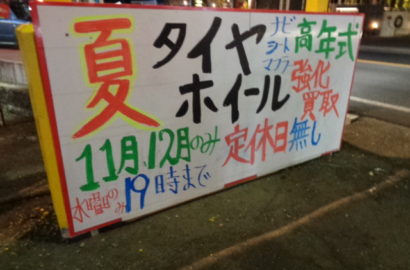 夏タイヤホイール
ナビ
シート
マフラー
高年式
強化
買取
11月、12月のみ定休日無し
水曜日のみ19時まで